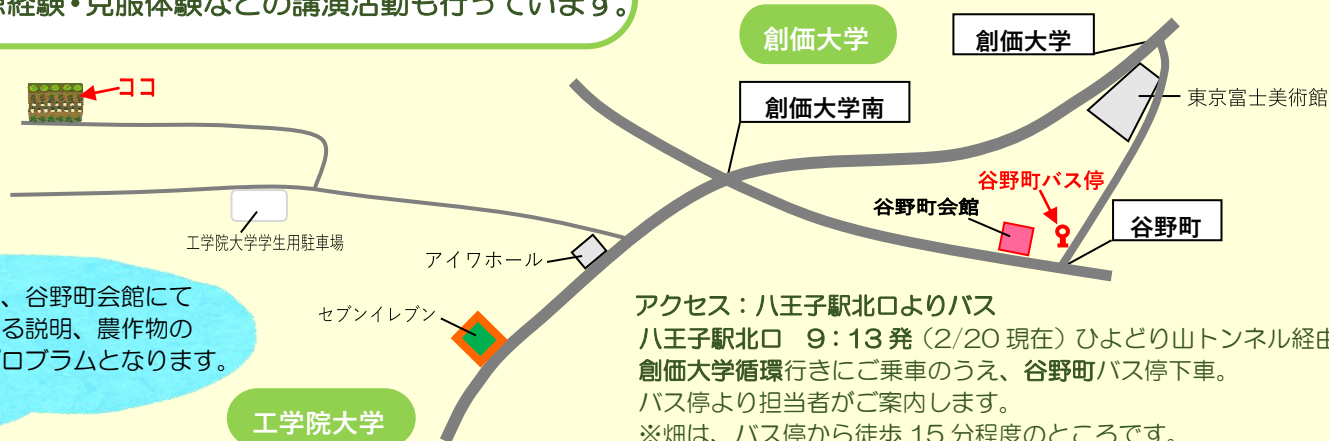 経験・克服体験などの講演活動も行っています。
創価大学
創価大学
ココ
創価大学南
東京富士美術館
谷野町バス停
谷野町会館
谷野町
工学院大学学生用駐車場
アイワホール
セブンイレブン
、谷野町会館にて
る説明、農作物の
プロブラムとなります。
工学院大学
アクセス：八王子駅北口よりバス
八王子駅北口　9：13 発（2/20 現在）ひよどり山トンネル経由
創価大学循環行きにご乗車のうえ、谷野町バス停下車。
バス停より担当者がご案内します。
※畑は、バス停から徒歩 15 分程度のところです。